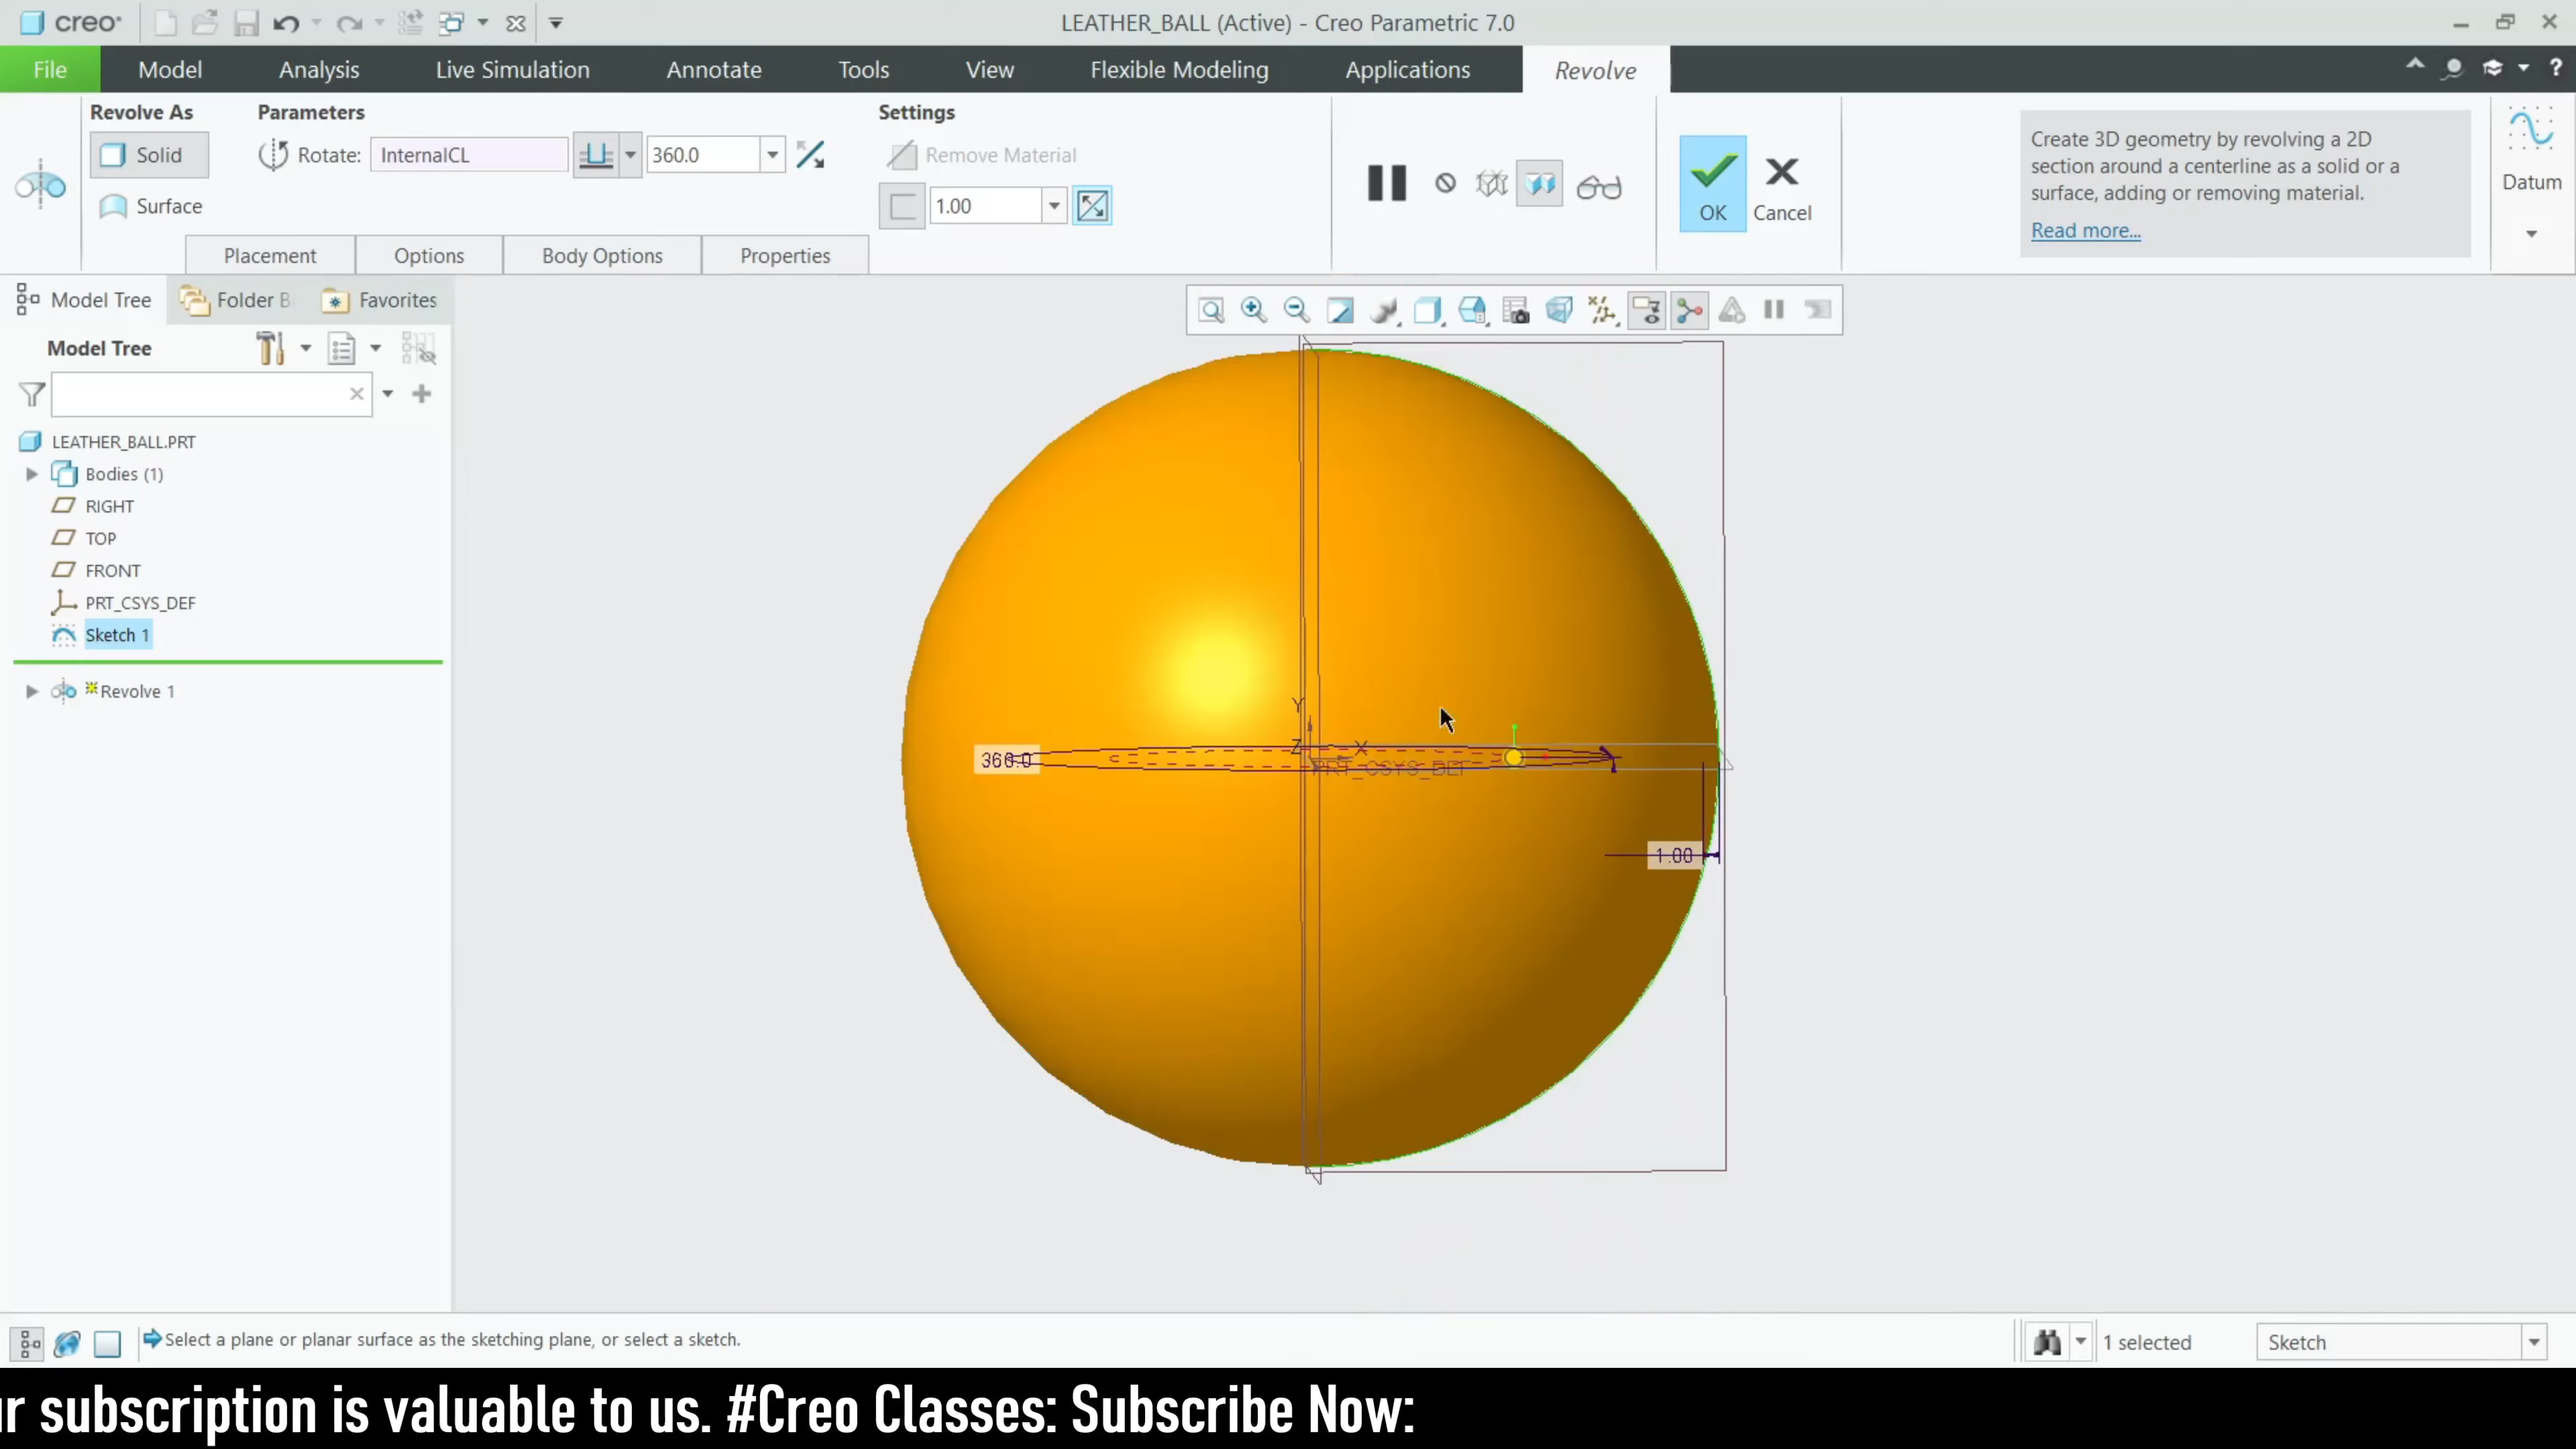 creo
LEATHER_BALL (Active) - Creo Parametric 7.0
File Model Analysis Live Simulation Annotate Tools View Flexible Modeling Applications Revolve
Revolve As Parameters Settings
Solid Rotate: InternalCL 360.0 Remove Material
Surface 1.00
OK Cancel
Create 3D geometry by revolving a 2D
section around a centerline as a solid or a
surface, adding or removing material.
Read more...
Datum
Placement Options Body Options Properties
Model Tree Folder B Favorites
Model Tree
LEATHER_BALL.PRT
Bodies (1)
RIGHT
TOP
FRONT
PRT_CSYS_DEF
Sketch 1
Revolve 1
Y
Z X
360.0
PRT_CSYS_DEF
1.00
Select a plane or planar surface as the sketching plane, or select a sketch.
1 selected Sketch
r subscription is valuable to us. #Creo Classes: Subscribe Now: